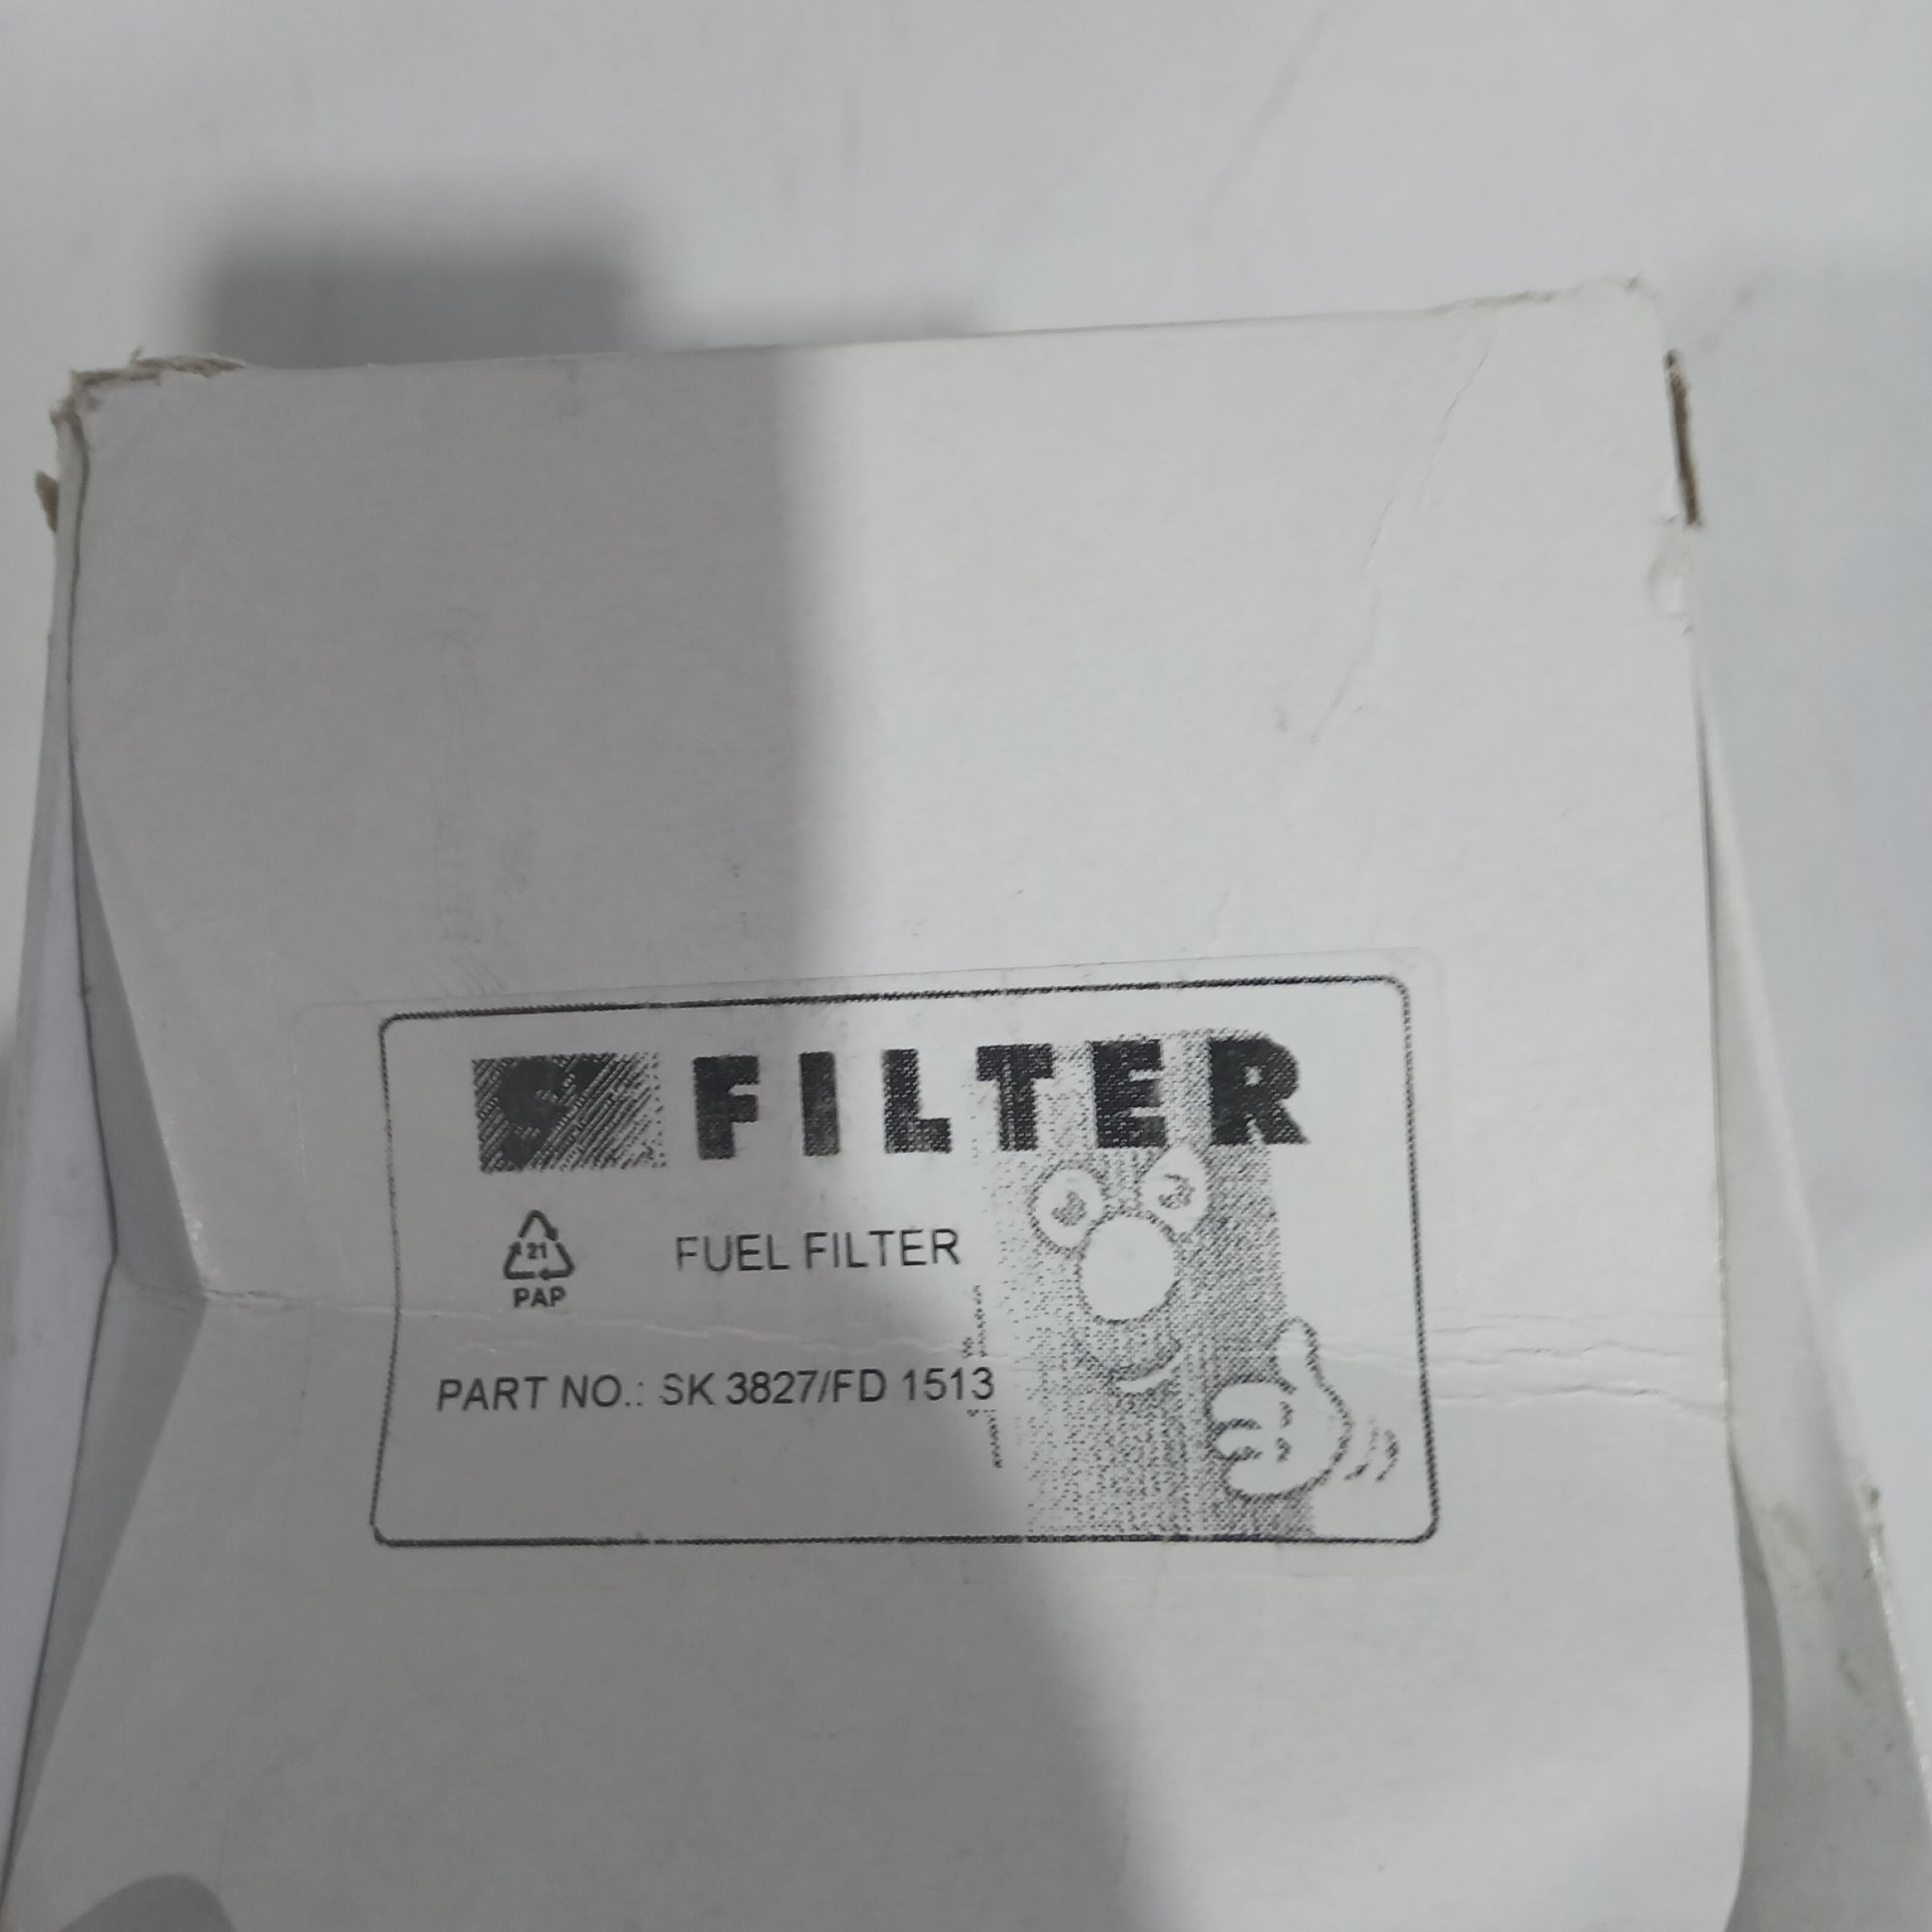 FILTER
21
PAP
FUEL FILTER
PART NO.: SK 3827/FD 1513